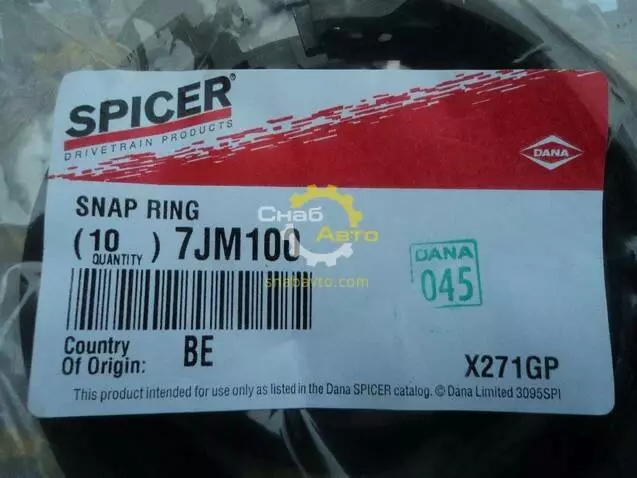 SPICER®
DRIVETRAIN PRODUCTS
DANA
SNAP RING
(10) 7JM100
QUANTITY
Снаб
Авто
snabavto.com
DANA
045
Country
Of Origin: BE
X271GP
This product intended for use only as listed in the Dana SPICER catalog. © Dana Limited 3095SPI